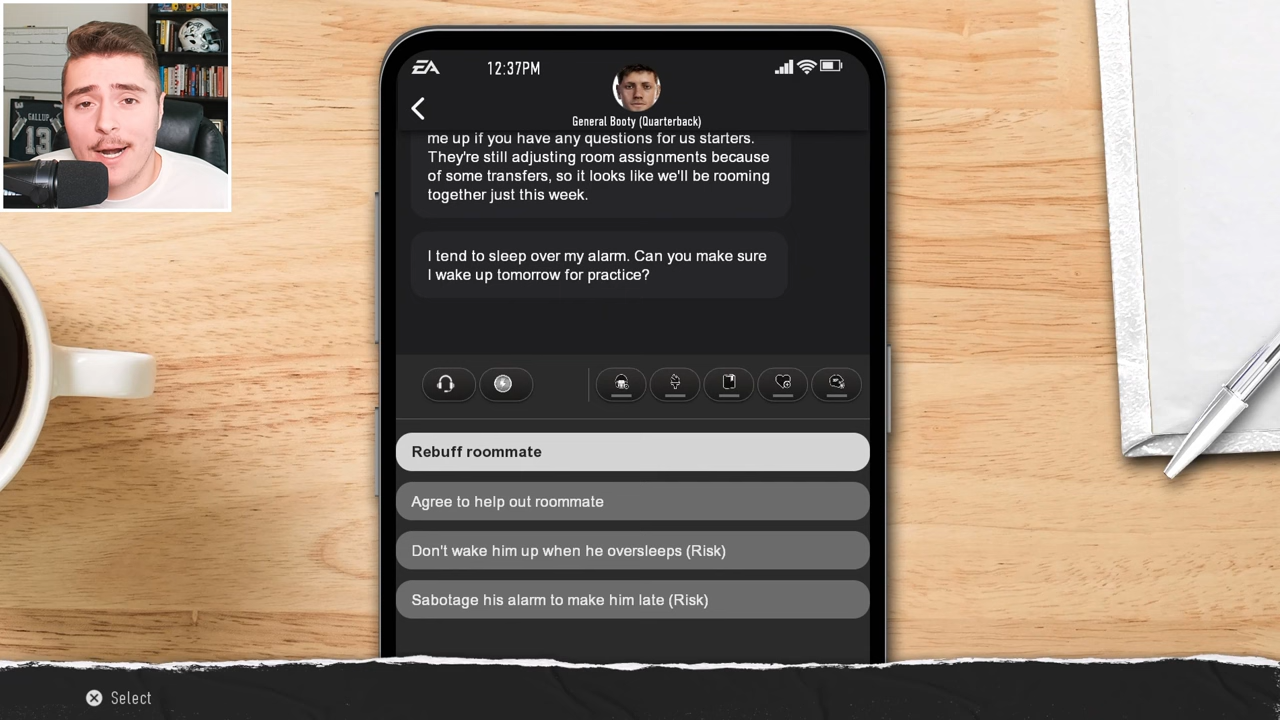 EA
12:37PM
General Booty (Quarterback)
me up if you have any questions for us starters.
They're still adjusting room assignments because
of some transfers, so it looks like we'll be rooming
together just this week.
I tend to sleep over my alarm. Can you make sure
I wake up tomorrow for practice?
Rebuff roommate
Agree to help out roommate
Don't wake him up when he oversleeps (Risk)
Sabotage his alarm to make him late (Risk)
Select
GALLUP
13